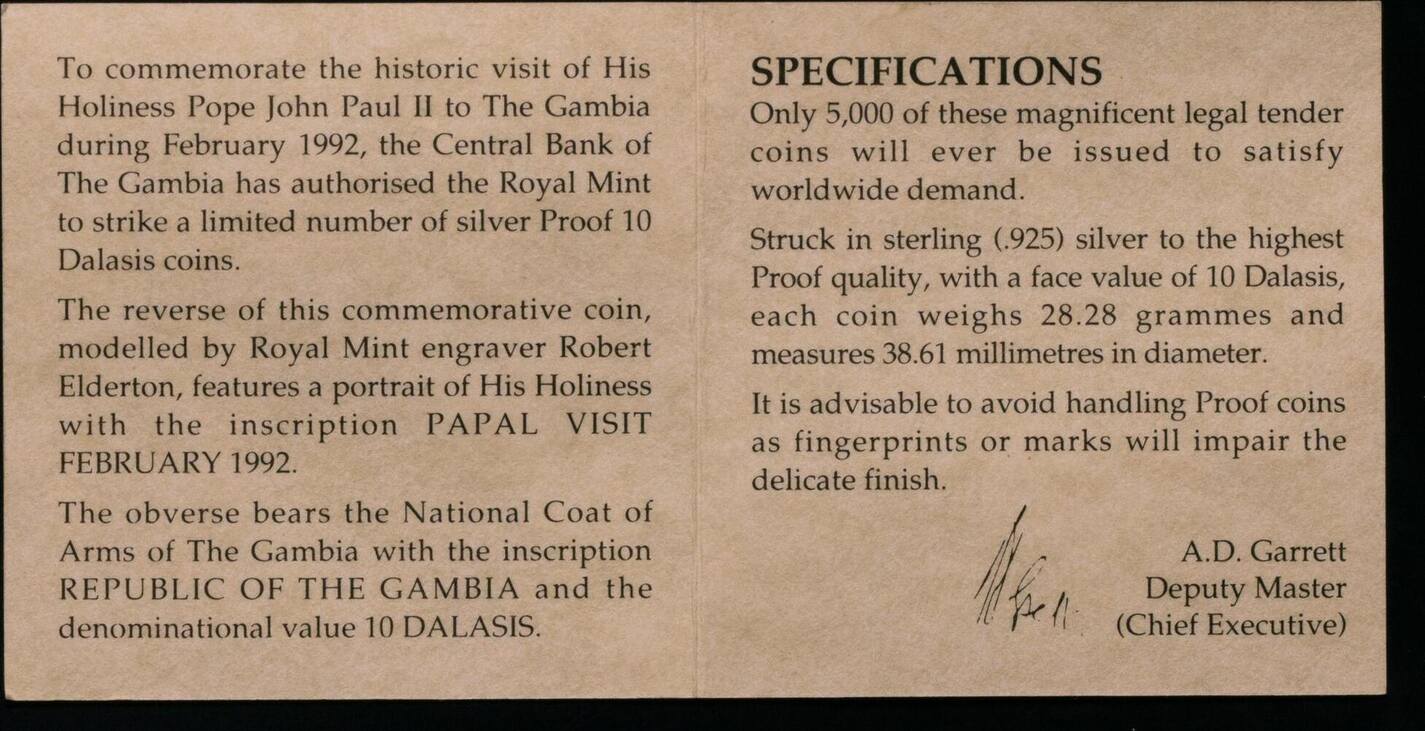 To commemorate the historic visit of His
Holiness Pope John Paul II to The Gambia
during February 1992, the Central Bank of
The Gambia has authorised the Royal Mint
to strike a limited number of silver Proof 10
Dalasis coins.
The reverse of this commemorative coin,
modelled by Royal Mint engraver Robert
Elderton, features a portrait of His Holiness
with the inscription PAPAL VISIT
FEBRUARY 1992.
The obverse bears the National Coat of
Arms of The Gambia with the inscription
REPUBLIC OF THE GAMBIA and the
denominational value 10 DALASIS.
SPECIFICATIONS
Only 5,000 of these magnificent legal tender
coins will ever be issued to satisfy
worldwide demand.
Struck in sterling (.925) silver to the highest
Proof quality, with a face value of 10 Dalasis,
each coin weighs 28.28 grammes and
measures 38.61 millimetres in diameter.
It is advisable to avoid handling Proof coins
as fingerprints or marks will impair the
delicate finish.
A.D. Garrett
Deputy Master
(Chief Executive)